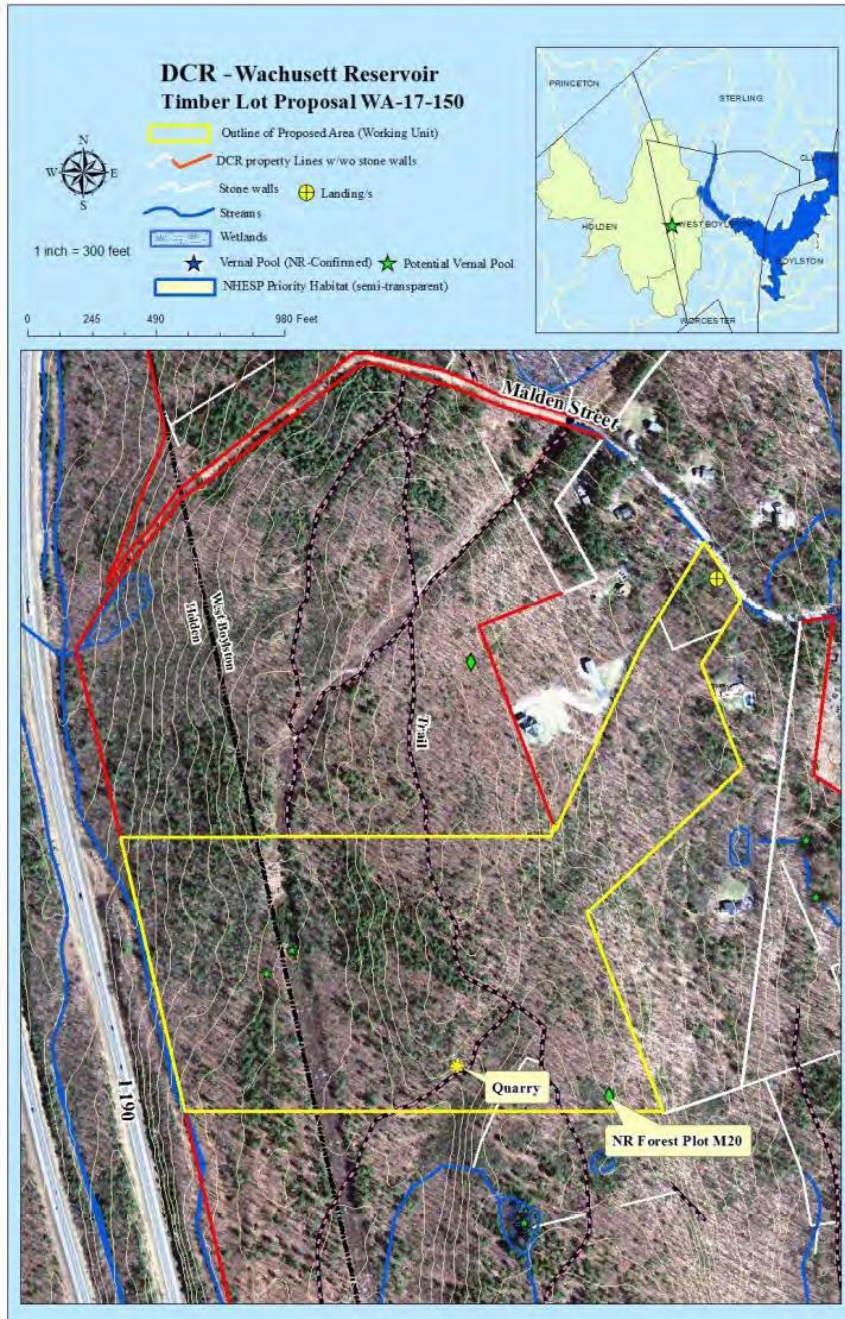 DCR - Wachusett Reservoir
Timber Lot Proposal WA-17-150
Outline of Proposed Area (Working Unit)
DCR property Lines w/wo stone walls
Stone walls
Landing/s
Streams
Wetlands
Vernal Pool (NR-Confirmed)
Potential Vernal Pool
NHESP Priority Habitat (semi-transparent)
N
W
E
S
1 inch = 300 feet
0 245 490 980 Feet
PRINCETON
STERLING
HOLDEN
WEST BOYLSTON
BOYLSTON
WORCESTER
Malden Street
West Boylston
Holden
Trail
I 190
Quarry
NR Forest Plot M20